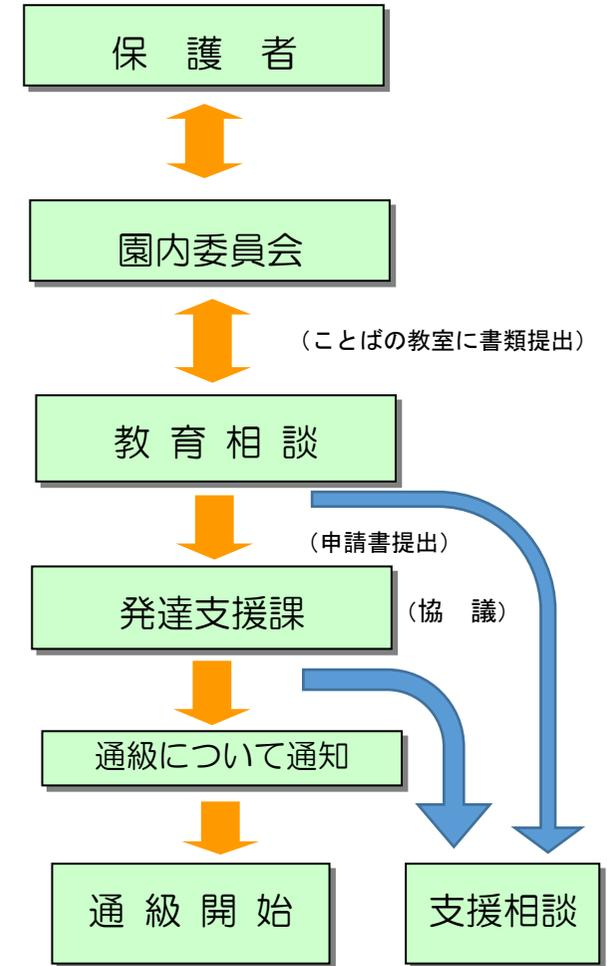 保　護　者
園内委員会
（ことばの教室に書類提出）
教 育 相 談
（申請書提出）
発達支援課
（協　議）
通級について通知
通 級 開 始
支援相談